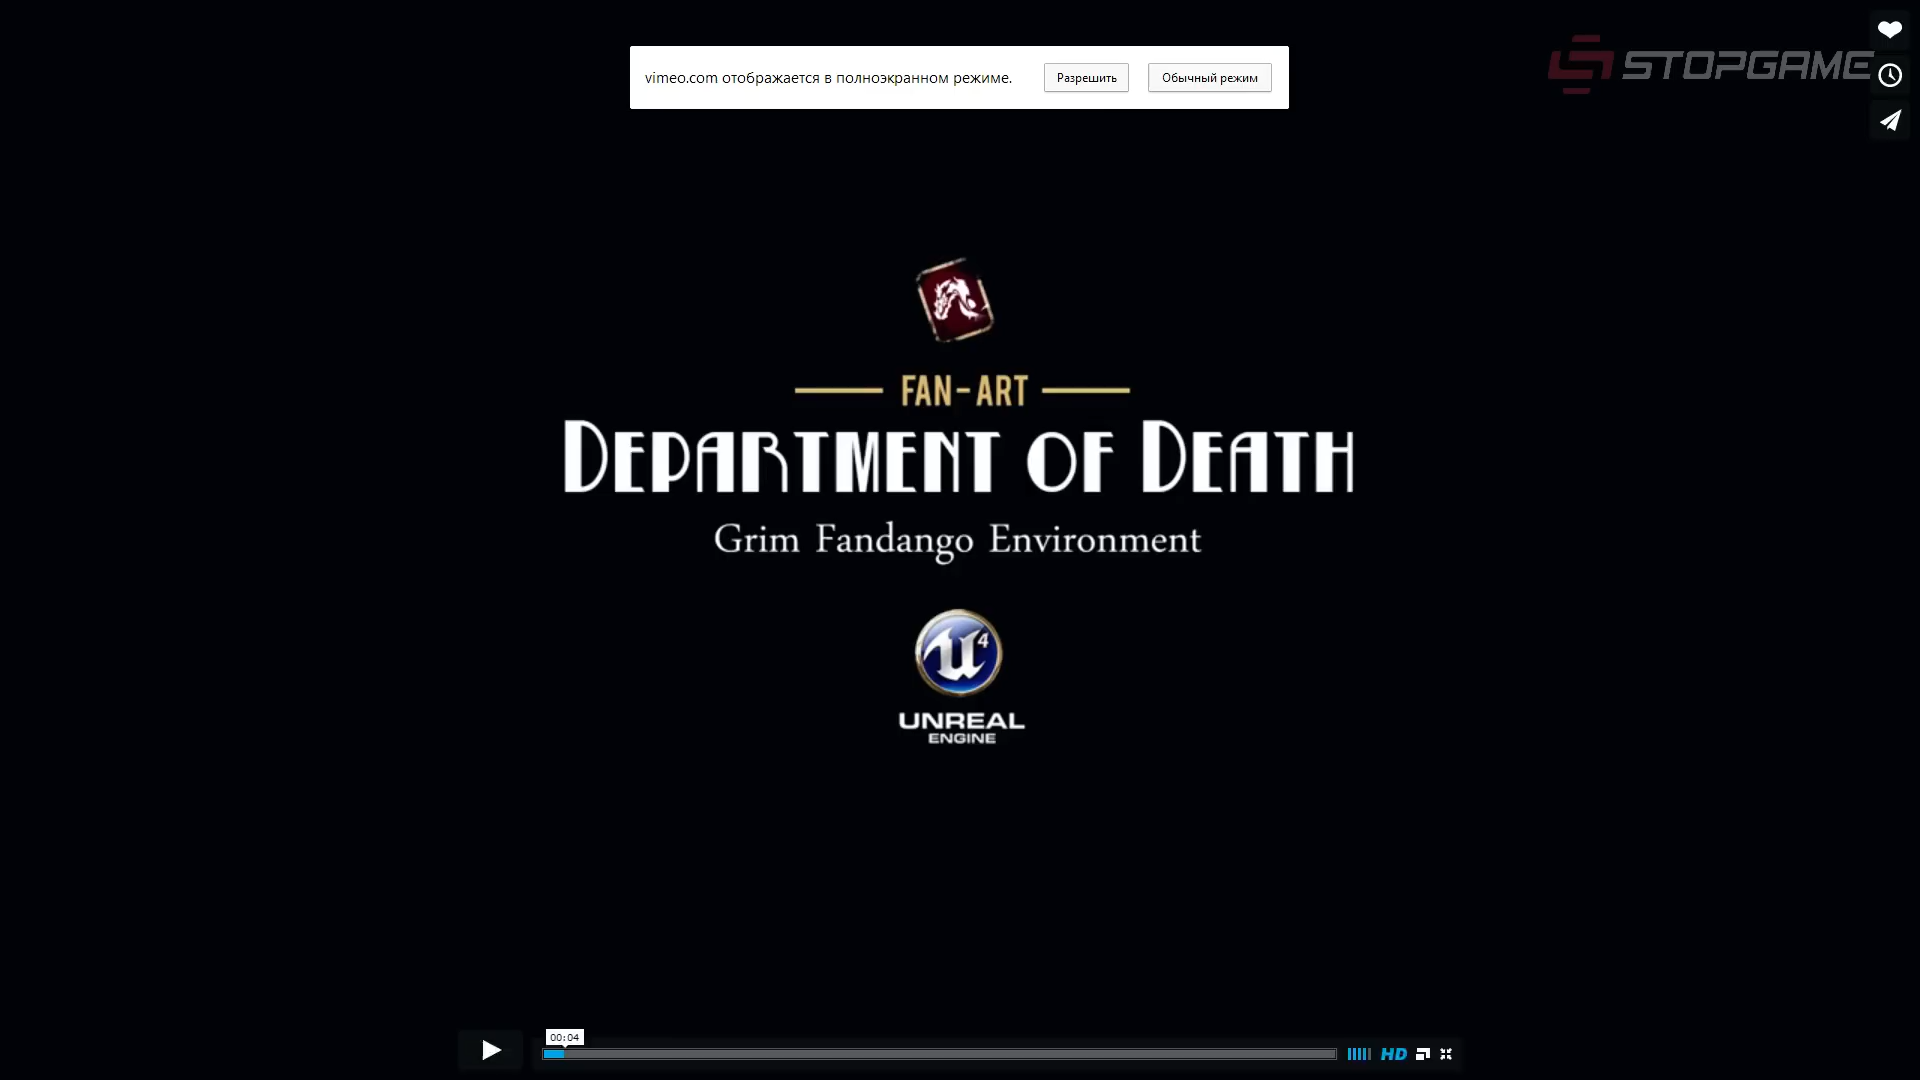 vimeo.com отображается в полноэкранном режиме.
Разрешить
Обычный режим
STOPGAME
FAN-ART
DEPARTMENT OF DEATH
Grim Fandango Environment
U4
UNREAL
ENGINE
00:04
HD